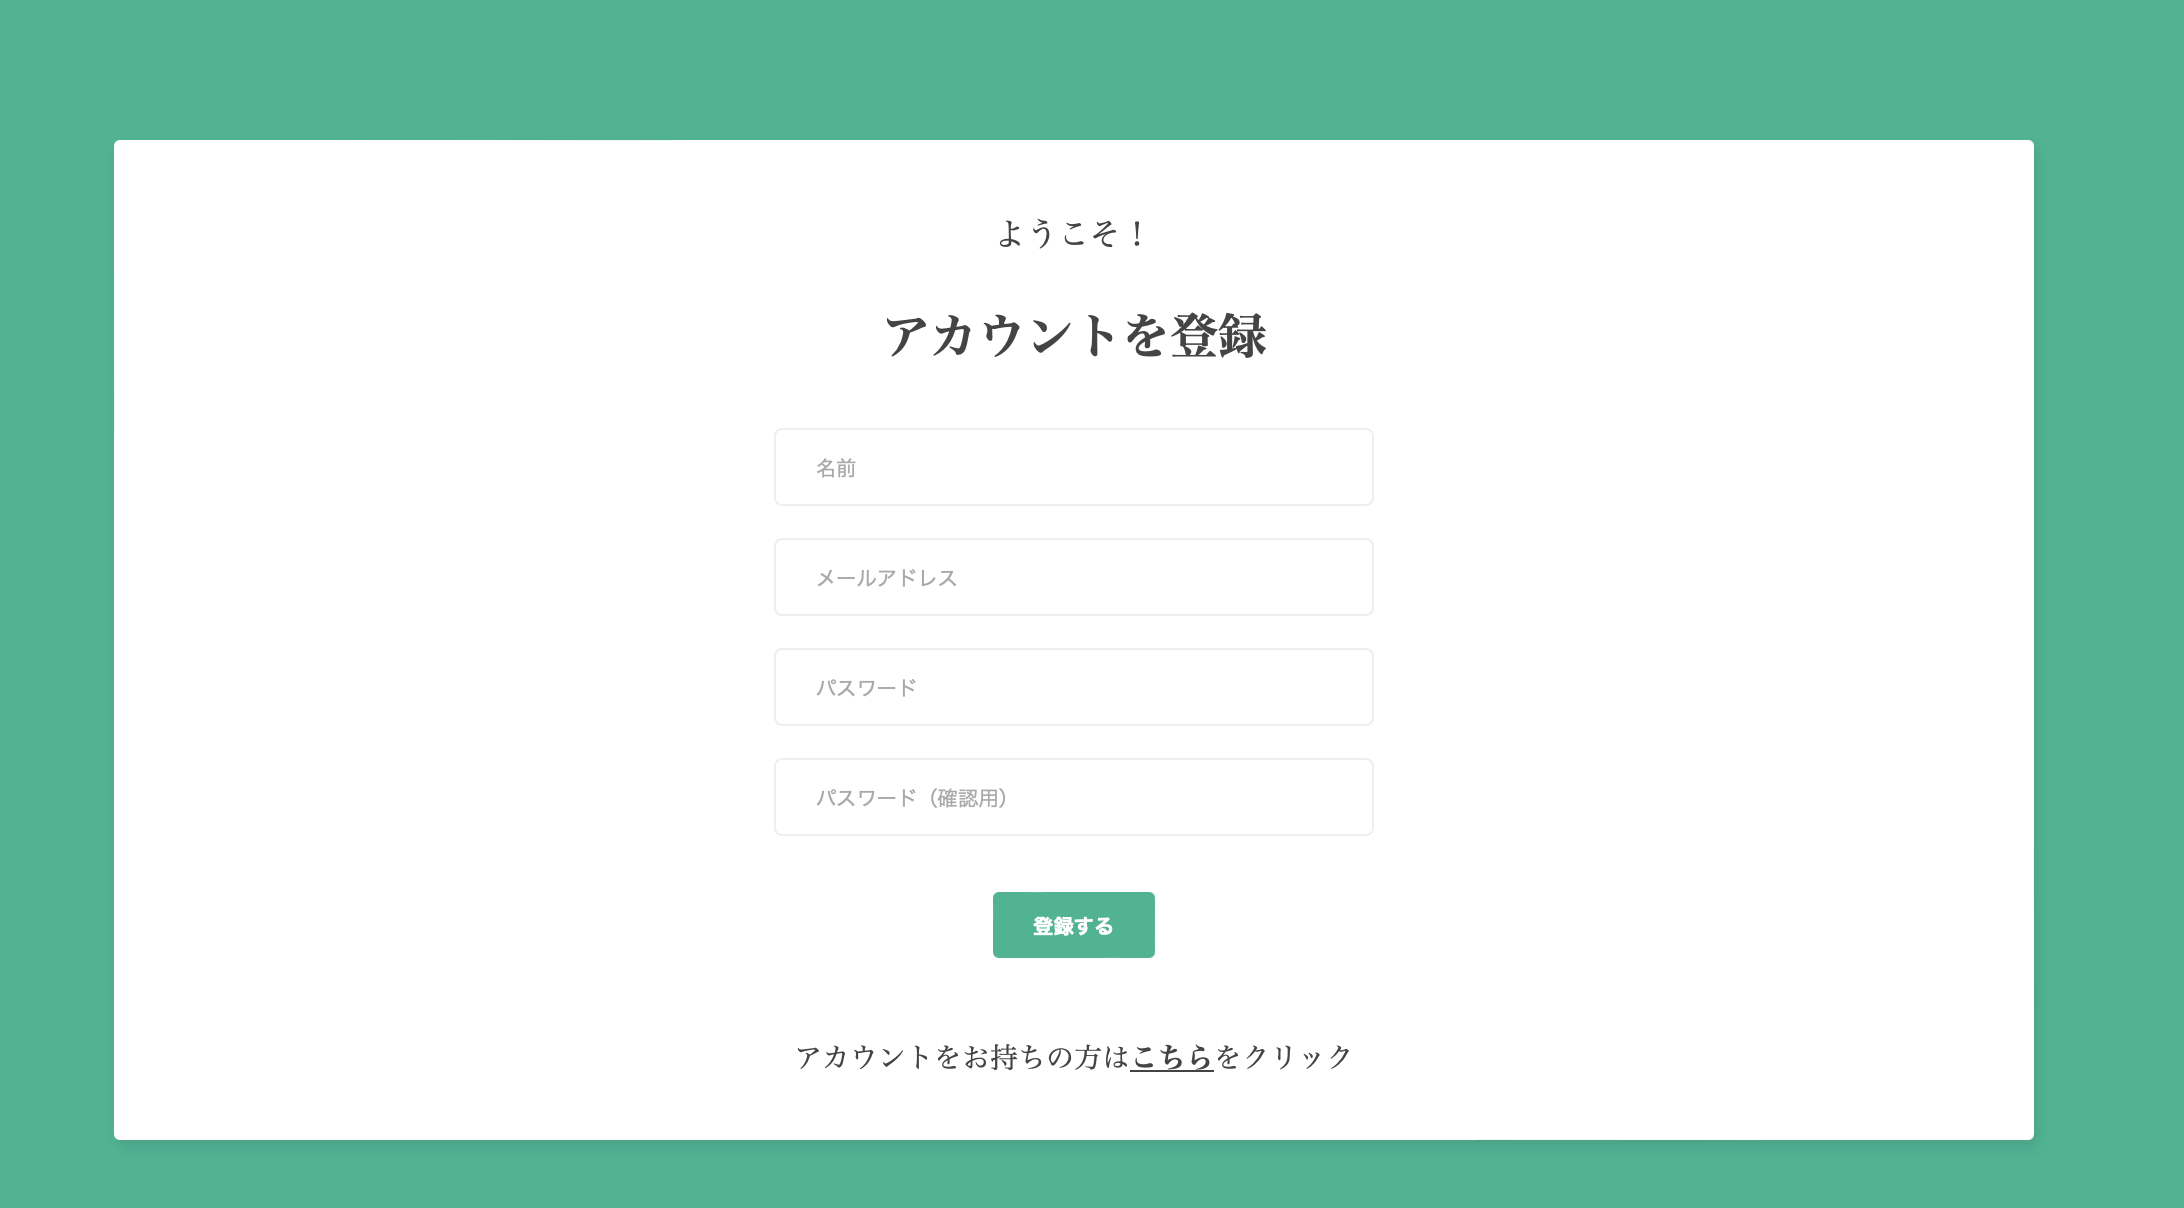 ようこそ！
アカウントを登録
名前
メールアドレス
パスワード
パスワード（確認用）
登録する
アカウントをお持ちの方はこちらをクリック